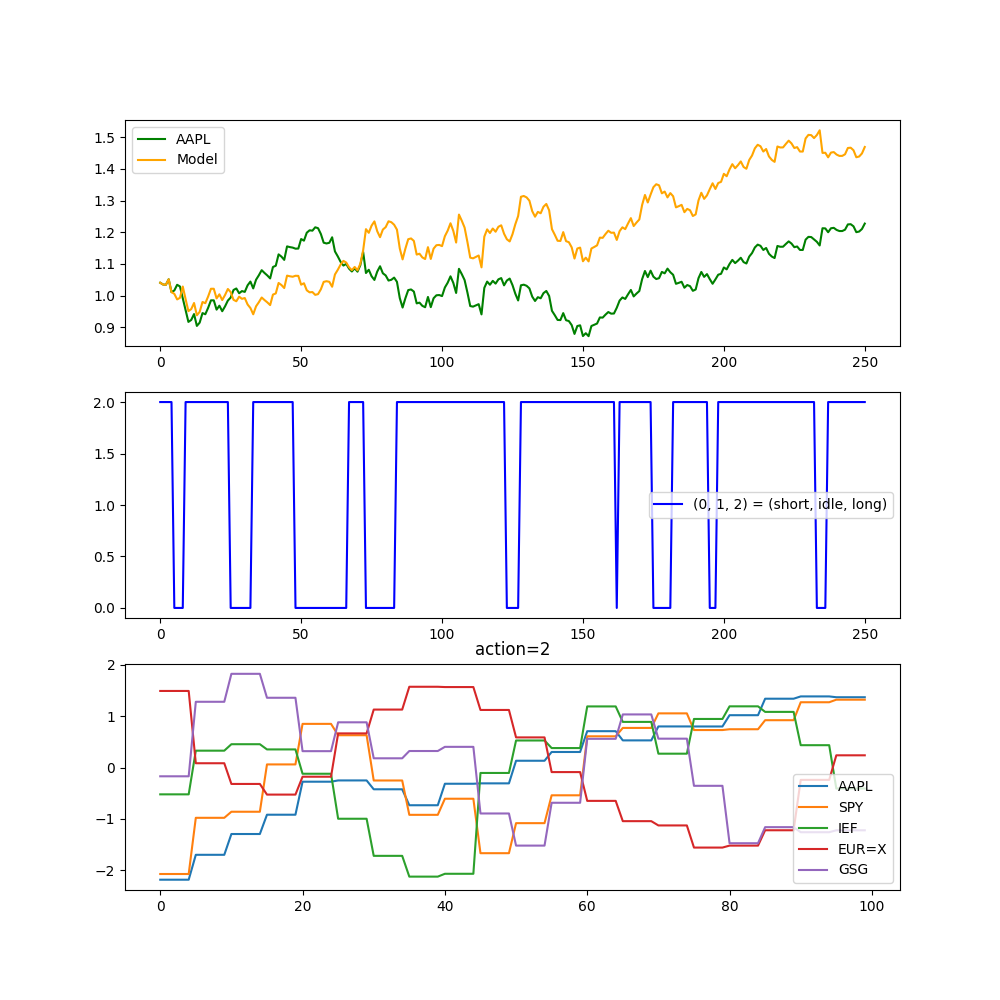 1.5
1.4
1.3
1.2
1.1
1.0
0.9
AAPL
Model
0 50 100 150 200 250
2.0
1.5
1.0
0.5
0.0
(0, 1, 2) = (short, idle, long)
0 50 100 150 200 250
action=2
2
1
0
−1
−2
AAPL
SPY
IEF
EUR=X
GSG
0 20 40 60 80 100